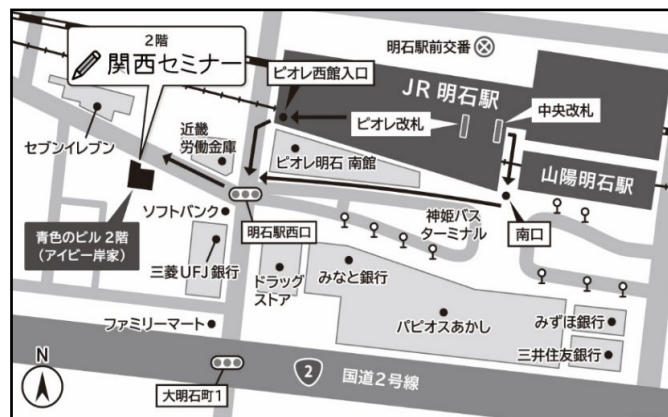 2階
関西セミナー
明石駅前交番
ピオレ西館入口
JR 明石駅
ピオレ改札
中央改札
セブンイレブン
近畿
労働金庫
ピオレ明石 南館
山陽明石駅
ソフトバンク
明石駅西口
神姫バス
ターミナル
南口
青色のビル2階
(アイビー岸家)
三菱UFJ銀行
ドラッグ
ストア
みなと銀行
パピオスあかし
みずほ銀行
ファミリーマート
三井住友銀行
N
2
国道2号線
大明石町1